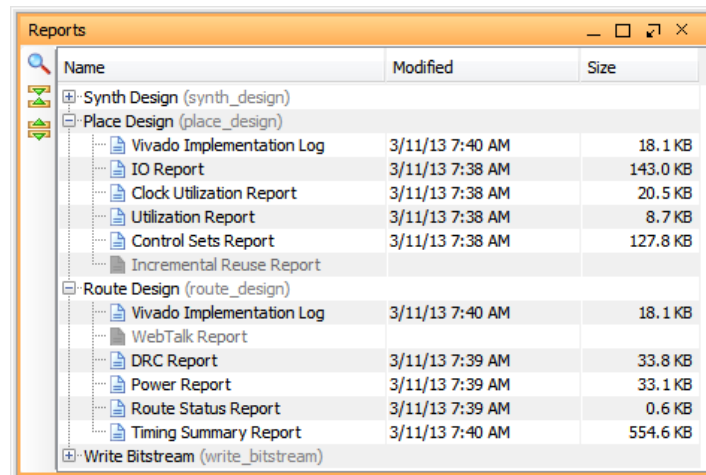 Reports
Name Modified Size
Synth Design (synth_design)
Place Design (place_design)
Vivado Implementation Log 3/11/13 7:40 AM 18.1 KB
IO Report 3/11/13 7:38 AM 143.0 KB
Clock Utilization Report 3/11/13 7:38 AM 20.5 KB
Utilization Report 3/11/13 7:38 AM 8.7 KB
Control Sets Report 3/11/13 7:38 AM 127.8 KB
Incremental Reuse Report
Route Design (route_design)
Vivado Implementation Log 3/11/13 7:40 AM 18.1 KB
WebTalk Report
DRC Report 3/11/13 7:39 AM 33.8 KB
Power Report 3/11/13 7:39 AM 33.1 KB
Route Status Report 3/11/13 7:39 AM 0.6 KB
Timing Summary Report 3/11/13 7:40 AM 554.6 KB
Write Bitstream (write_bitstream)